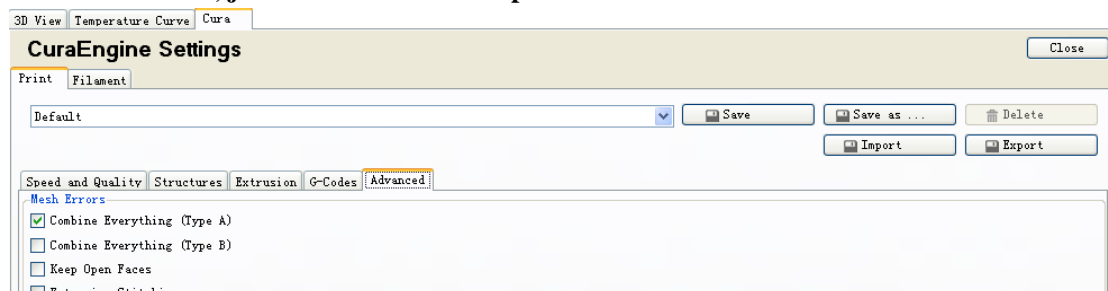 3D View Temperature Curve Cura
CuraEngine Settings Close
Print Filament
Default Save Save as ... Delete
Import Export
Speed and Quality Structures Extrusion G-Codes Advanced
Mesh Errors
Combine Everything (Type A)
Combine Everything (Type B)
Keep Open Faces